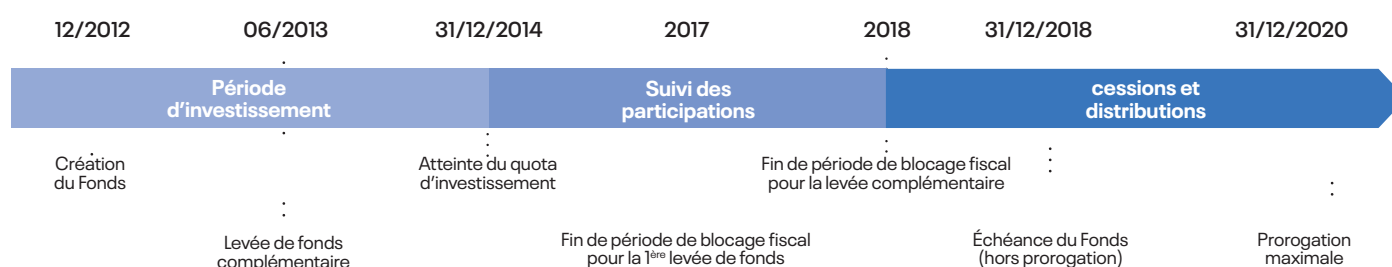 12/2012 06/2013 31/12/2014 2017 2018 31/12/2018 31/12/2020
Période
d'investissement
Suivi des
participations
cessions et
distributions
Création
du Fonds
Atteinte du quota
d'investissement
Fin de période de blocage fiscal
pour la levée complémentaire
Levée de fonds
complémentaire
Fin de période de blocage fiscal
pour la 1ère levée de fonds
Échéance du Fonds
(hors prorogation)
Prorogation
maximale